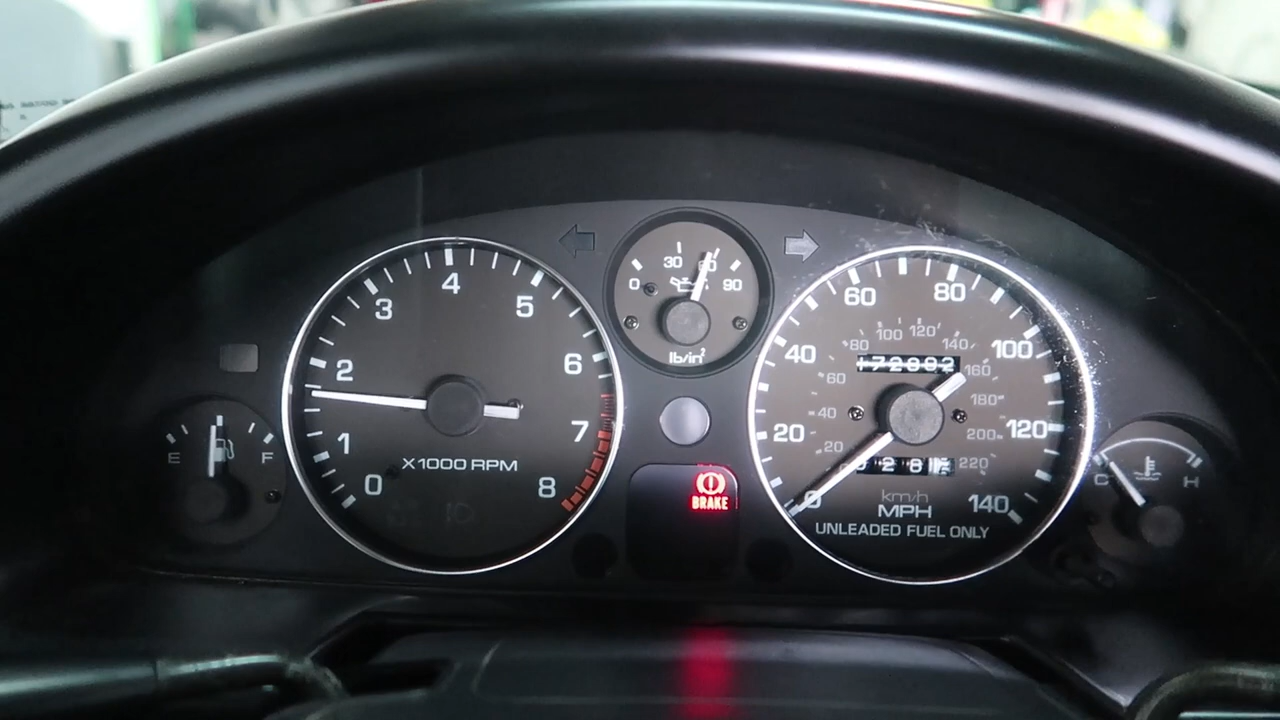 0 1 2 3 4 5 6 7 8
X1000 RPM
E F
0 30 60 90
lb/in²
BRAKE
0 20 40 60 80 100 120 140
20 40 60 80 100 120 140 160 180 200 220
km/h
MPH
UNLEADED FUEL ONLY
C H